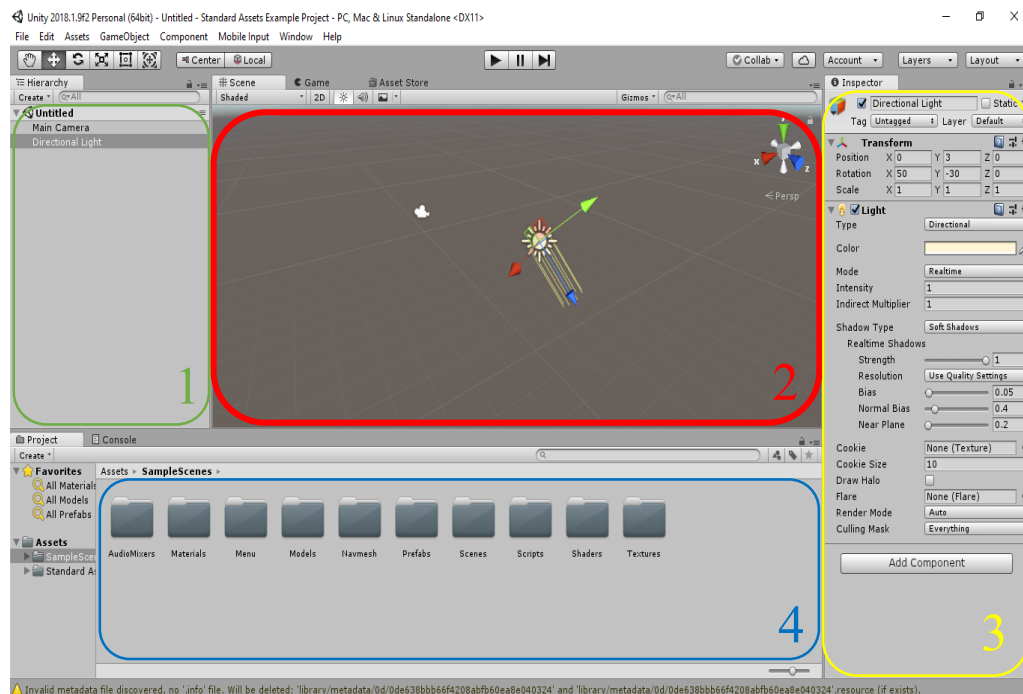 Unity 2018.1.9f2 Personal (64bit) - Untitled - Standard Assets Example Project - PC, Mac & Linux Standalone <DX11>
File Edit Assets GameObject Component Mobile Input Window Help
Center Local Collab Account Layers Layout
Hierarchy
Create All
Untitled
Main Camera
Directional Light
1
Scene Game Asset Store
Shaded 2D Gizmos All
y
x
z
Persp
2
Inspector
Directional Light Static
Tag Untagged Layer Default
Transform
Position X 0 Y 3 Z 0
Rotation X 50 Y -30 Z 0
Scale X 1 Y 1 Z 1
Light
Type Directional
Color
Mode Realtime
Intensity 1
Indirect Multiplier 1
Shadow Type Soft Shadows
Realtime Shadows
Strength 1
Resolution Use Quality Settings
Bias 0.05
Normal Bias 0.4
Near Plane 0.2
Cookie None (Texture)
Cookie Size 10
Draw Halo
Flare None (Flare)
Render Mode Auto
Culling Mask Everything
Add Component
3
Project Console
Create
Favorites
All Materials
All Models
All Prefabs
Assets
SampleScen
Standard As
Assets SampleScenes
AudioMixers Materials Menu Models Navmesh Prefabs Scenes Scripts Shaders Textures
4
Invalid metadata file discovered, no '.info' file. Will be deleted: 'library/metadata/0d/0de638bbb66f4208abfb60ea8e040324' and 'library/metadata/0d/0de638bbb66f4208abfb60ea8e040324'.resource (if exists).